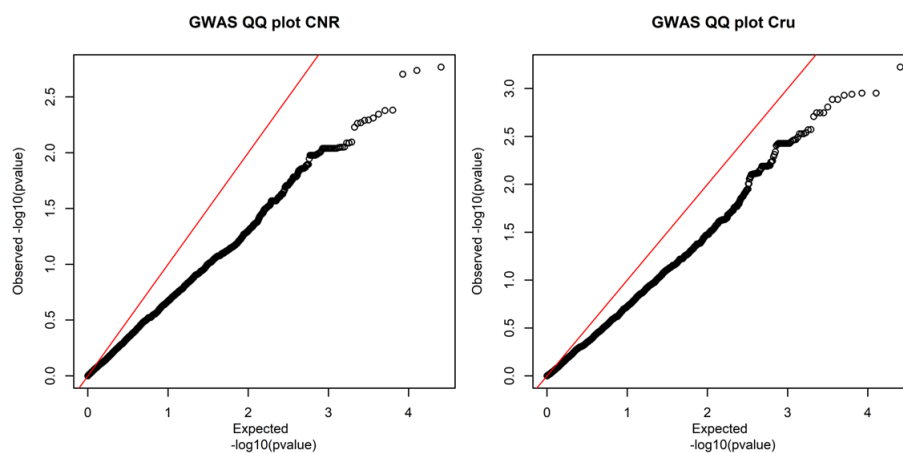 GWAS QQ plot CNR
Observed -log10(pvalue)
0.0 0.5 1.0 1.5 2.0 2.5
0 1 2 3 4
Expected
-log10(pvalue)
GWAS QQ plot Cru
Observed -log10(pvalue)
0.0 0.5 1.0 1.5 2.0 2.5 3.0
0 1 2 3 4
Expected
-log10(pvalue)